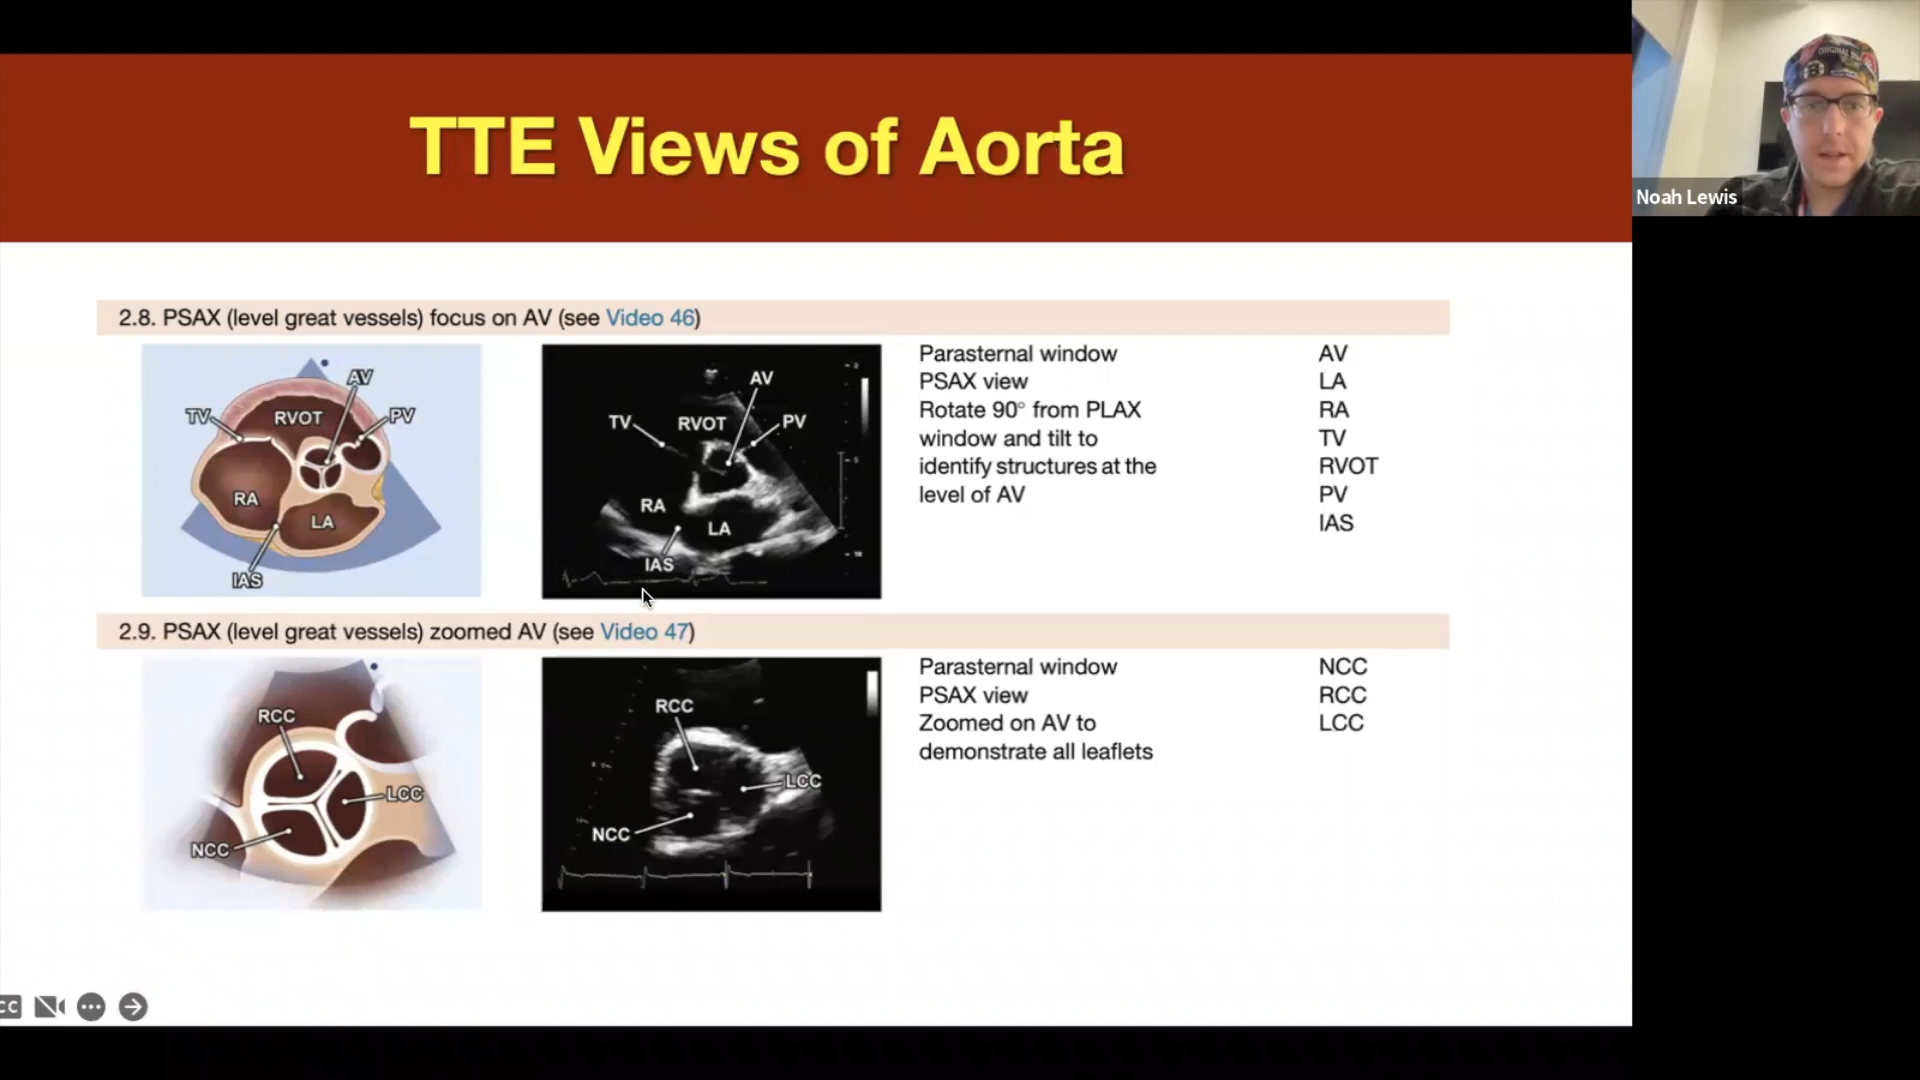 TTE Views of Aorta
Noah Lewis
2.8. PSAX (level great vessels) focus on AV (see Video 46)
AV
TV
RVOT
PV
RA
LA
IAS
AV
TV
RVOT
PV
RA
LA
IAS
Parasternal window
PSAX view
Rotate 90° from PLAX
window and tilt to
identify structures at the
level of AV
AV
LA
RA
TV
RVOT
PV
IAS
2.9. PSAX (level great vessels) zoomed AV (see Video 47)
RCC
LCC
NCC
RCC
LCC
NCC
Parasternal window
PSAX view
Zoomed on AV to
demonstrate all leaflets
NCC
RCC
LCC